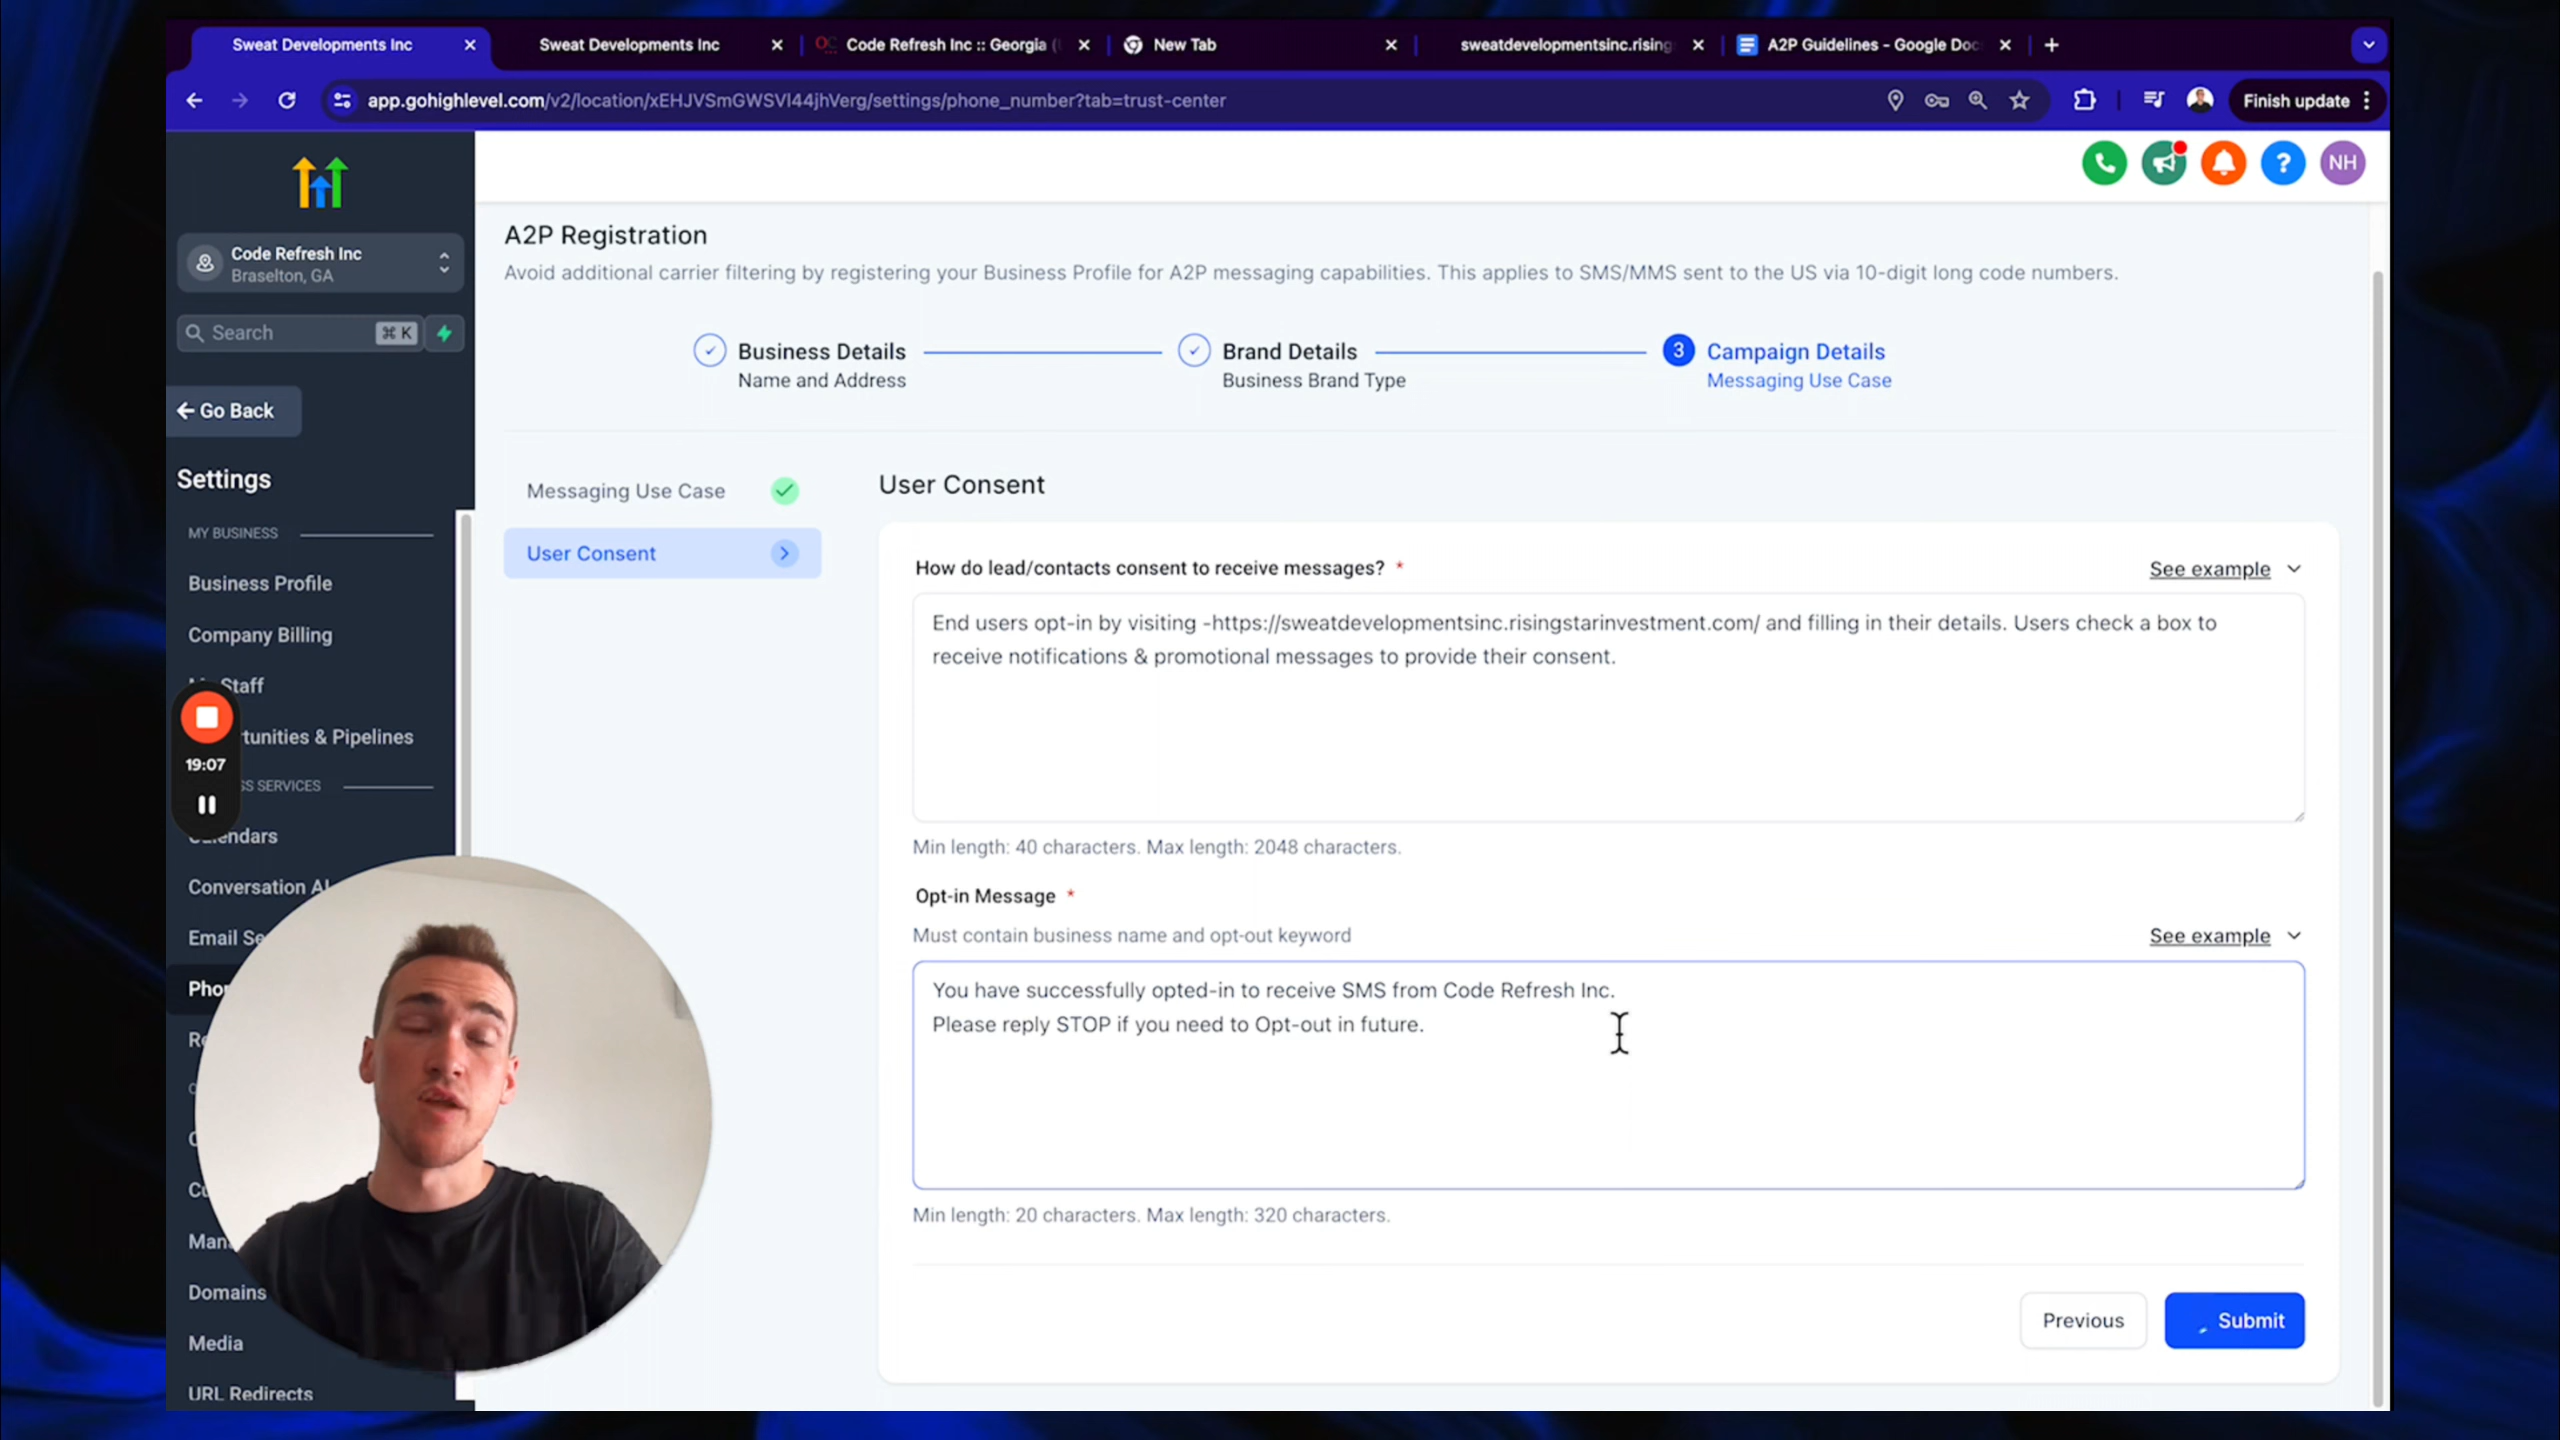 Sweat Developments Inc
Sweat Developments Inc
Code Refresh Inc :: Georgia (
New Tab
sweatdevelopmentsinc.rising
A2P Guidelines - Google Doc
app.gohighlevel.com/v2/location/xEHJVSmGWSVI44jhVerg/settings/phone_number?tab=trust-center
Finish update
NH
Code Refresh Inc
Braselton, GA
Search
⌘ K
Go Back
Settings
MY BUSINESS
Business Profile
Company Billing
Staff
tunities & Pipelines
19:07
SS SERVICES
endars
Conversation AI
Email Se
Pho
Re
Man
Domains
Media
URL Redirects
A2P Registration
Avoid additional carrier filtering by registering your Business Profile for A2P messaging capabilities. This applies to SMS/MMS sent to the US via 10-digit long code numbers.
Business Details
Name and Address
Brand Details
Business Brand Type
3
Campaign Details
Messaging Use Case
Messaging Use Case
User Consent
User Consent
How do lead/contacts consent to receive messages? *
See example
End users opt-in by visiting -https://sweatdevelopmentsinc.risingstarinvestment.com/ and filling in their details. Users check a box to
receive notifications & promotional messages to provide their consent.
Min length: 40 characters. Max length: 2048 characters.
Opt-in Message *
Must contain business name and opt-out keyword
See example
You have successfully opted-in to receive SMS from Code Refresh Inc.
Please reply STOP if you need to Opt-out in future.
Min length: 20 characters. Max length: 320 characters.
Previous
Submit